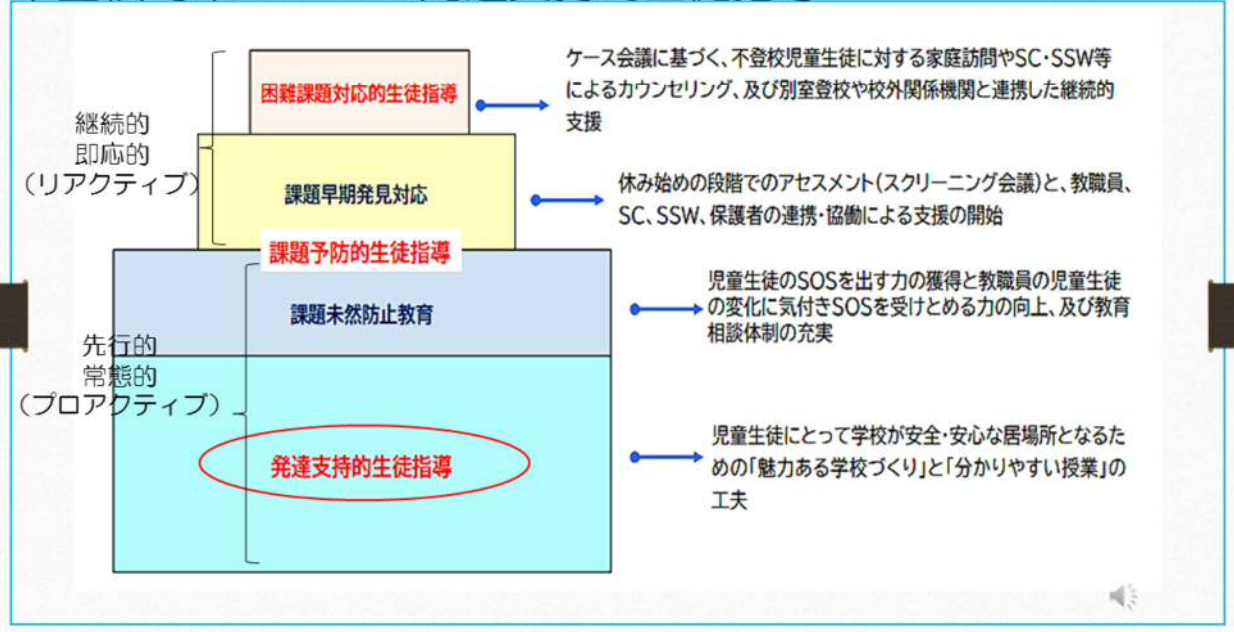 困難課題対応的生徒指導
ケース会議に基づく、不登校児童生徒に対する家庭訪問やSC・SSW等
によるカウンセリング、及び別室登校や校外関係機関と連携した継続的
支援
継続的
即応的
（リアクティブ）
課題早期発見対応
休み始めの段階でのアセスメント(スクリーニング会議)と、教職員、
SC、SSW、保護者の連携・協働による支援の開始
課題予防的生徒指導
課題未然防止教育
児童生徒のSOSを出す力の獲得と教職員の児童生徒
の変化に気付きSOSを受けとめる力の向上、及び教育
相談体制の充実
先行的
常態的
（プロアクティブ）
発達支持的生徒指導
児童生徒にとって学校が安全・安心な居場所となるた
めの「魅力ある学校づくり」と「分かりやすい授業」の
工夫